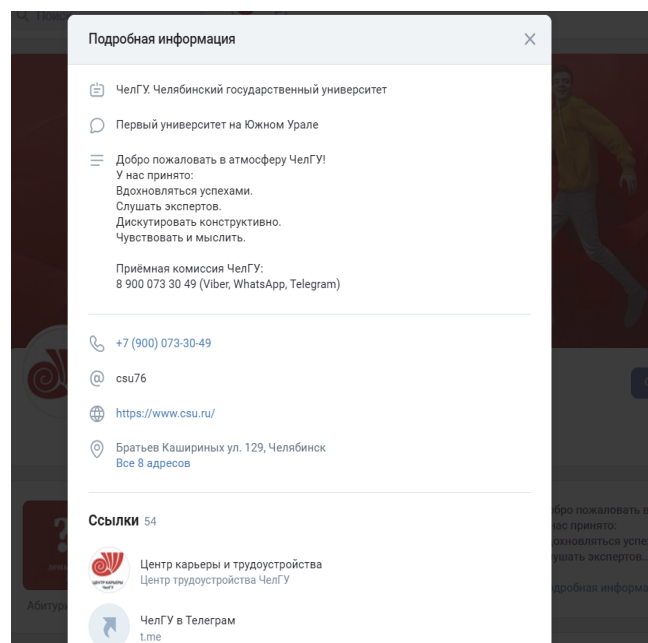 Поиск
Подробная информация
ЧелГУ. Челябинский государственный университет
Первый университет на Южном Урале
Добро пожаловать в атмосферу ЧелГУ!
У нас принято:
Вдохновляться успехами.
Слушать экспертов.
Дискутировать конструктивно.
Чувствовать и мыслить.
Приёмная комиссия ЧелГУ:
8 900 073 30 49 (Viber, WhatsApp, Telegram)
+7 (900) 073-30-49
csu76
https://www.csu.ru/
Братьев Кашириных ул. 129, Челябинск
Все 8 адресов
Ссылки 54
Центр карьеры и трудоустройства
Центр трудоустройства ЧелГУ
ЧелГУ в Телеграм
t.me